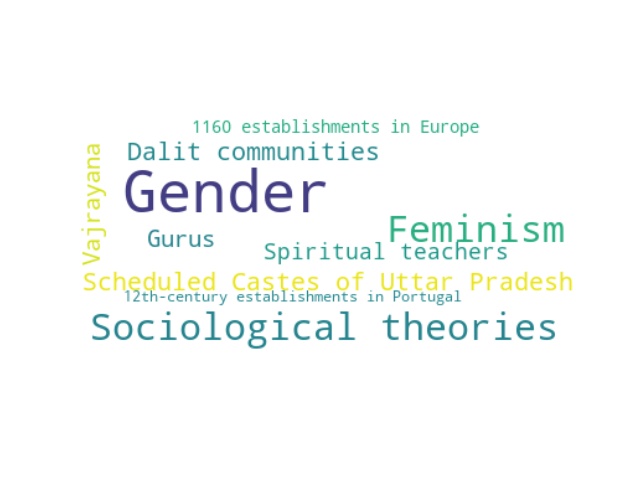 1160 establishments in Europe
Dalit communities
Vajrayana
Gender
Feminism
Gurus
Spiritual teachers
Scheduled Castes of Uttar Pradesh
12th-century establishments in Portugal
Sociological theories